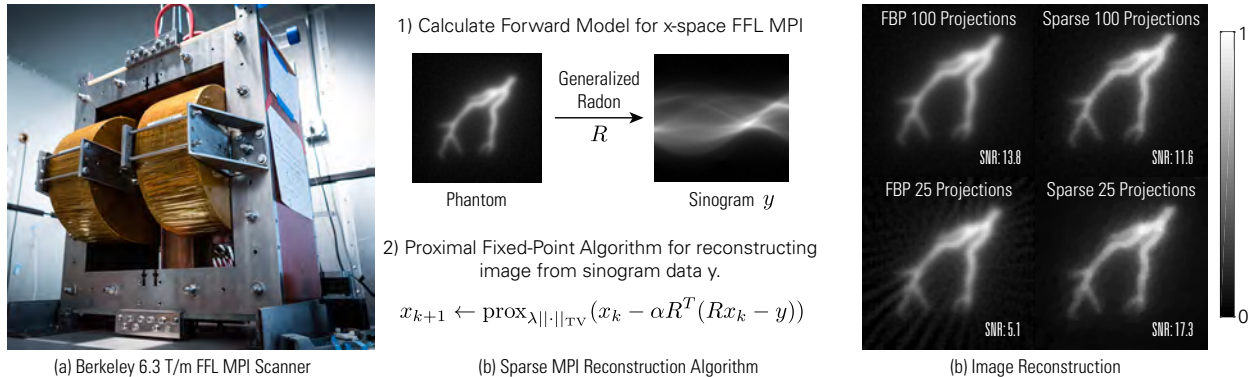 1) Calculate Forward Model for x-space FFL MPI
Generalized
Radon
R
Phantom
Sinogram y
2) Proximal Fixed-Point Algorithm for reconstructing
image from sinogram data y.
x_{k+1} ← prox_{λ||·||_{TV}}(x_k − αR^T(Rx_k − y))
FBP 100 Projections
Sparse 100 Projections
SNR: 13.8
SNR: 11.6
FBP 25 Projections
Sparse 25 Projections
SNR: 5.1
SNR: 17.3
1
0
(a) Berkeley 6.3 T/m FFL MPI Scanner
(b) Sparse MPI Reconstruction Algorithm
(b) Image Reconstruction